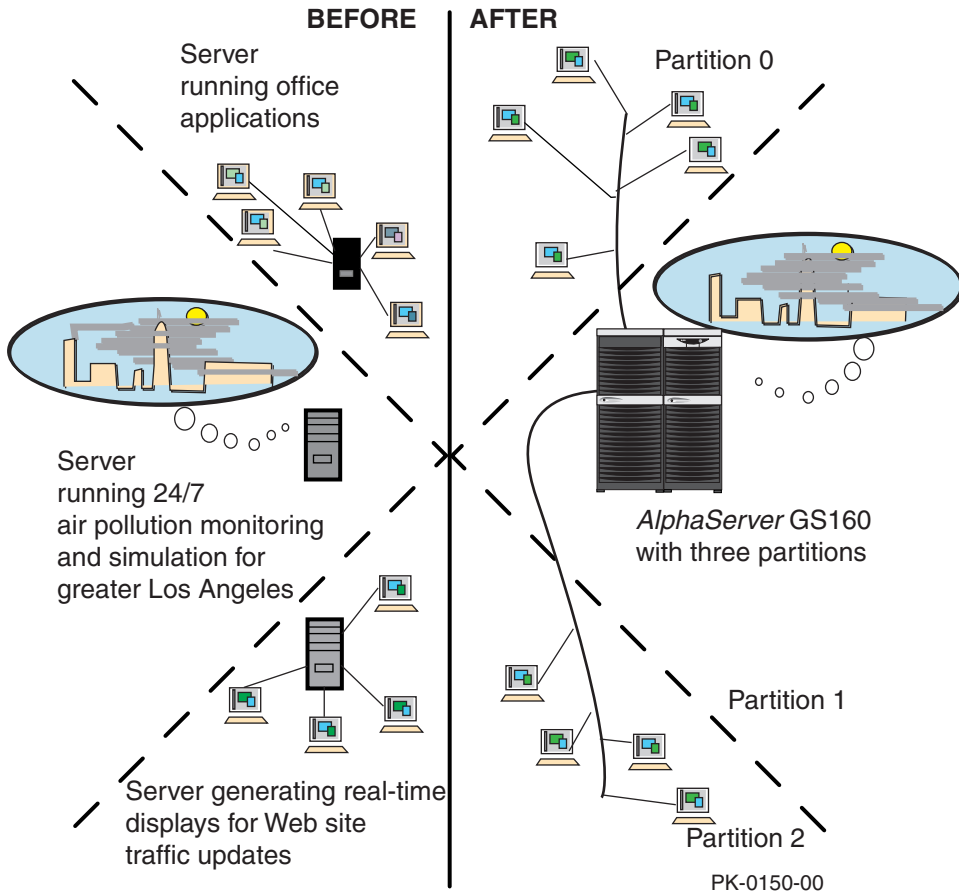 BEFORE
AFTER
Server
running office
applications
Partition 0
Server
running 24/7
air pollution monitoring
and simulation for
greater Los Angeles
AlphaServer GS160
with three partitions
Partition 1
Server generating real-time
displays for Web site
traffic updates
Partition 2
PK-0150-00